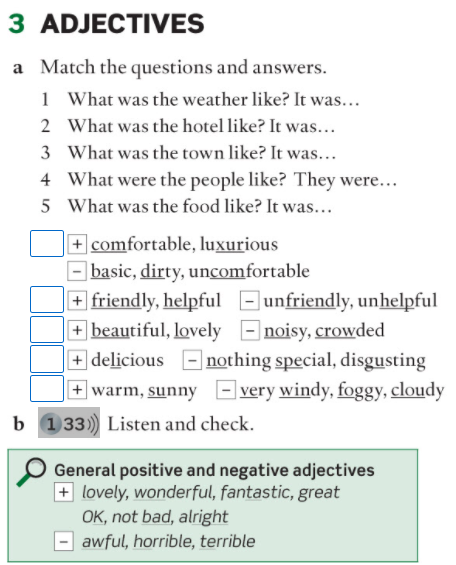 3 ADJECTIVES
a Match the questions and answers.
1 What was the weather like? It was…
2 What was the hotel like? It was…
3 What was the town like? It was…
4 What were the people like? They were…
5 What was the food like? It was…
+ comfortable, luxurious
− basic, dirty, uncomfortable
+ friendly, helpful − unfriendly, unhelpful
+ beautiful, lovely − noisy, crowded
+ delicious − nothing special, disgusting
+ warm, sunny − very windy, foggy, cloudy
b 1 33 Listen and check.
General positive and negative adjectives
+ lovely, wonderful, fantastic, great
OK, not bad, alright
− awful, horrible, terrible